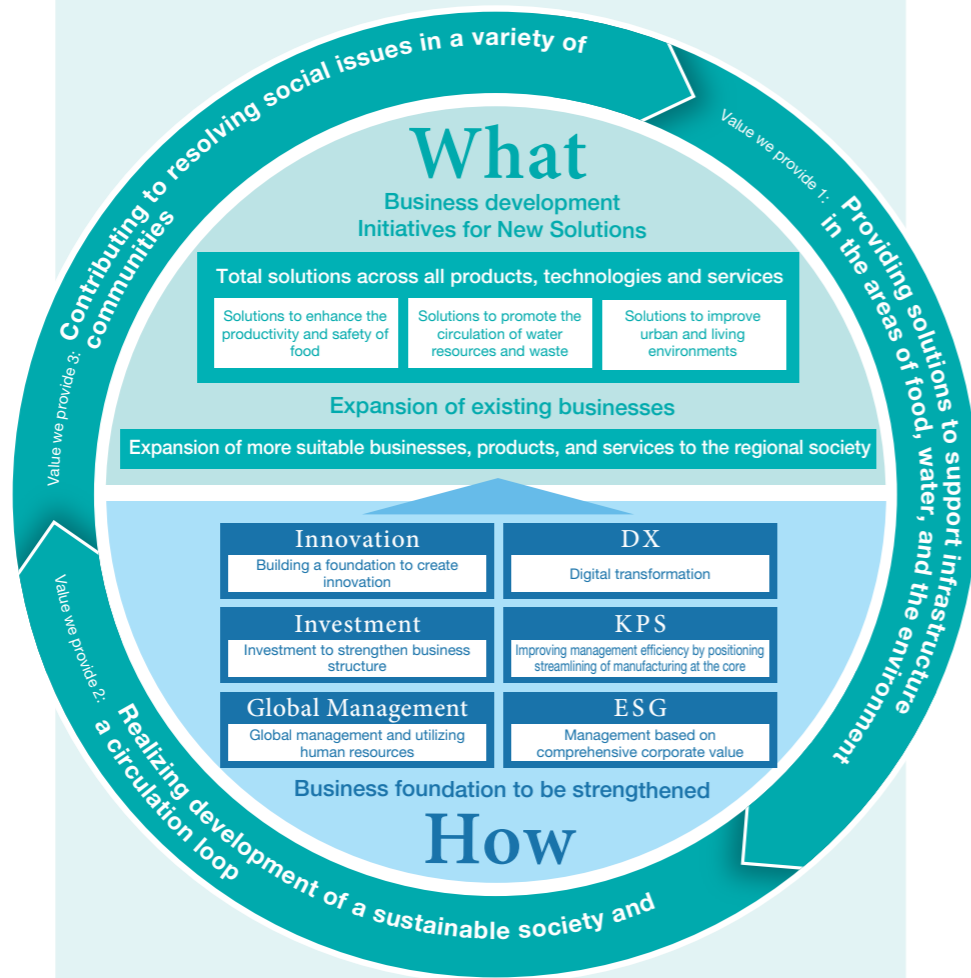 What
Business development
Initiatives for New Solutions
Total solutions across all products, technologies and services
Solutions to enhance the
productivity and safety of
food
Solutions to promote the
circulation of water
resources and waste
Solutions to improve
urban and living
environments
Expansion of existing businesses
Expansion of more suitable businesses, products, and services to the regional society
Innovation
Building a foundation to create
innovation
DX
Digital transformation
Investment
Investment to strengthen business
structure
KPS
Improving management efficiency by positioning
streamlining of manufacturing at the core
Global Management
Global management and utilizing
human resources
ESG
Management based on
comprehensive corporate value
Business foundation to be strengthened
How
Value we provide 1: Providing solutions to support infrastructure
in the areas of food, water, and the environment
Value we provide 2: Realizing development of a sustainable society and
a circulation loop
Value we provide 3: Contributing to resolving social issues in a variety of
communities